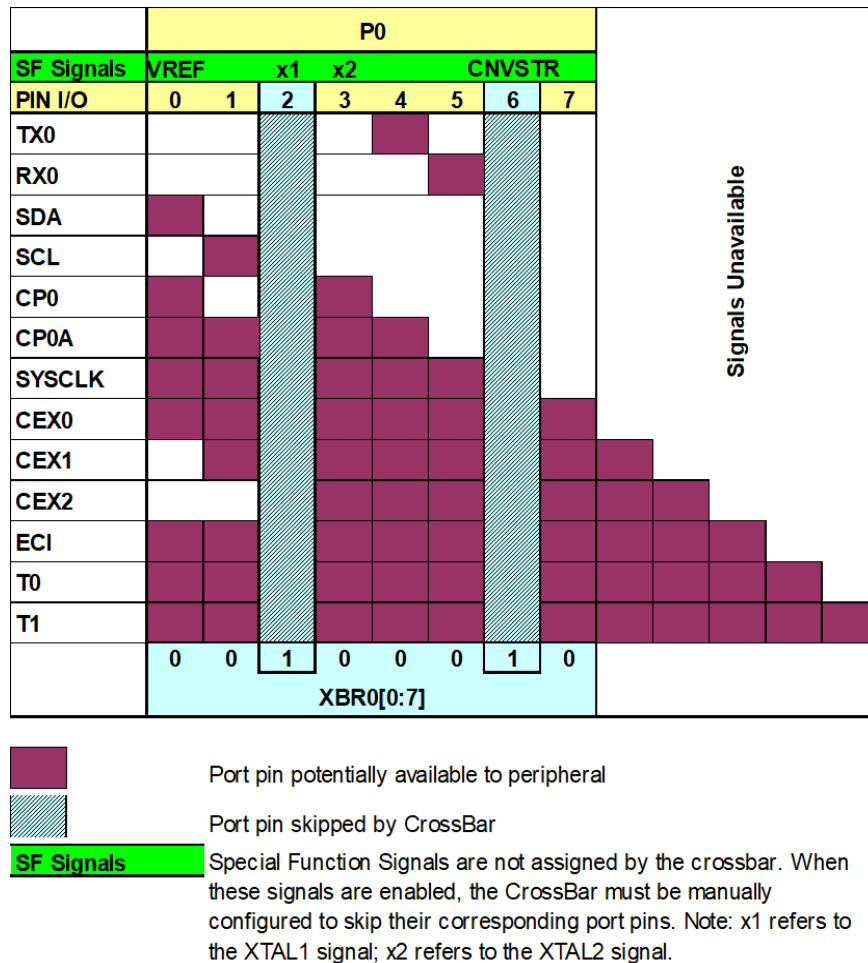 P0
SF Signals VREF x1 x2 CNVSTR
PIN I/O 0 1 2 3 4 5 6 7
TX0
RX0
SDA
SCL
CP0
CP0A
SYSCLK
CEX0
CEX1
CEX2
ECI
T0
T1
Signals Unavailable
0 0 1 0 0 0 1 0
XBR0[0:7]
Port pin potentially available to peripheral
Port pin skipped by CrossBar
SF Signals Special Function Signals are not assigned by the crossbar. When
these signals are enabled, the CrossBar must be manually
configured to skip their corresponding port pins. Note: x1 refers to
the XTAL1 signal; x2 refers to the XTAL2 signal.